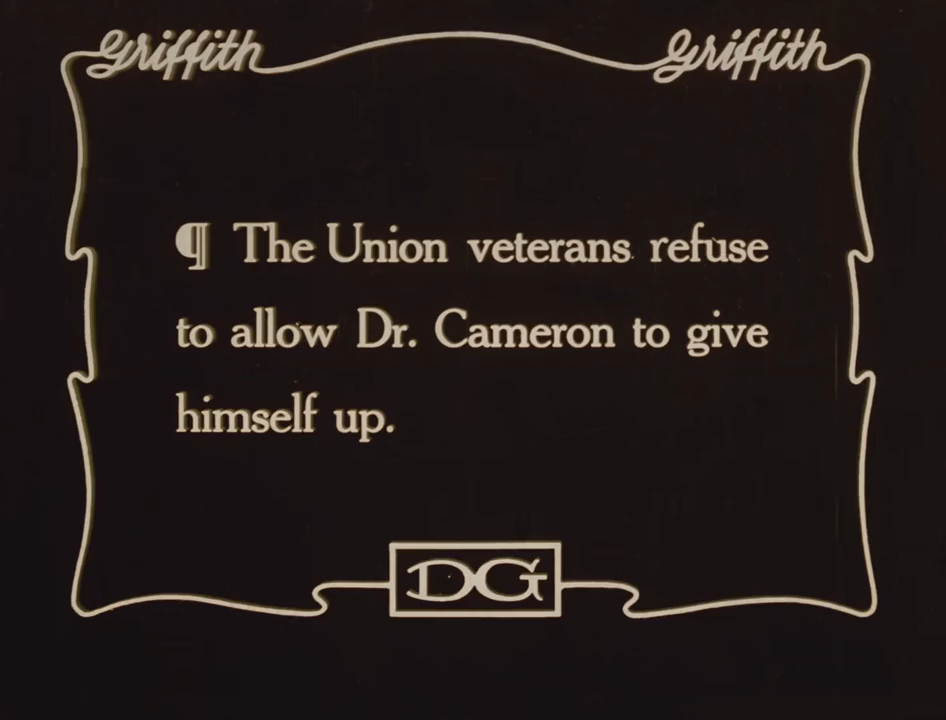 Griffith Griffith
¶ The Union veterans refuse
to allow Dr. Cameron to give
himself up.
DG